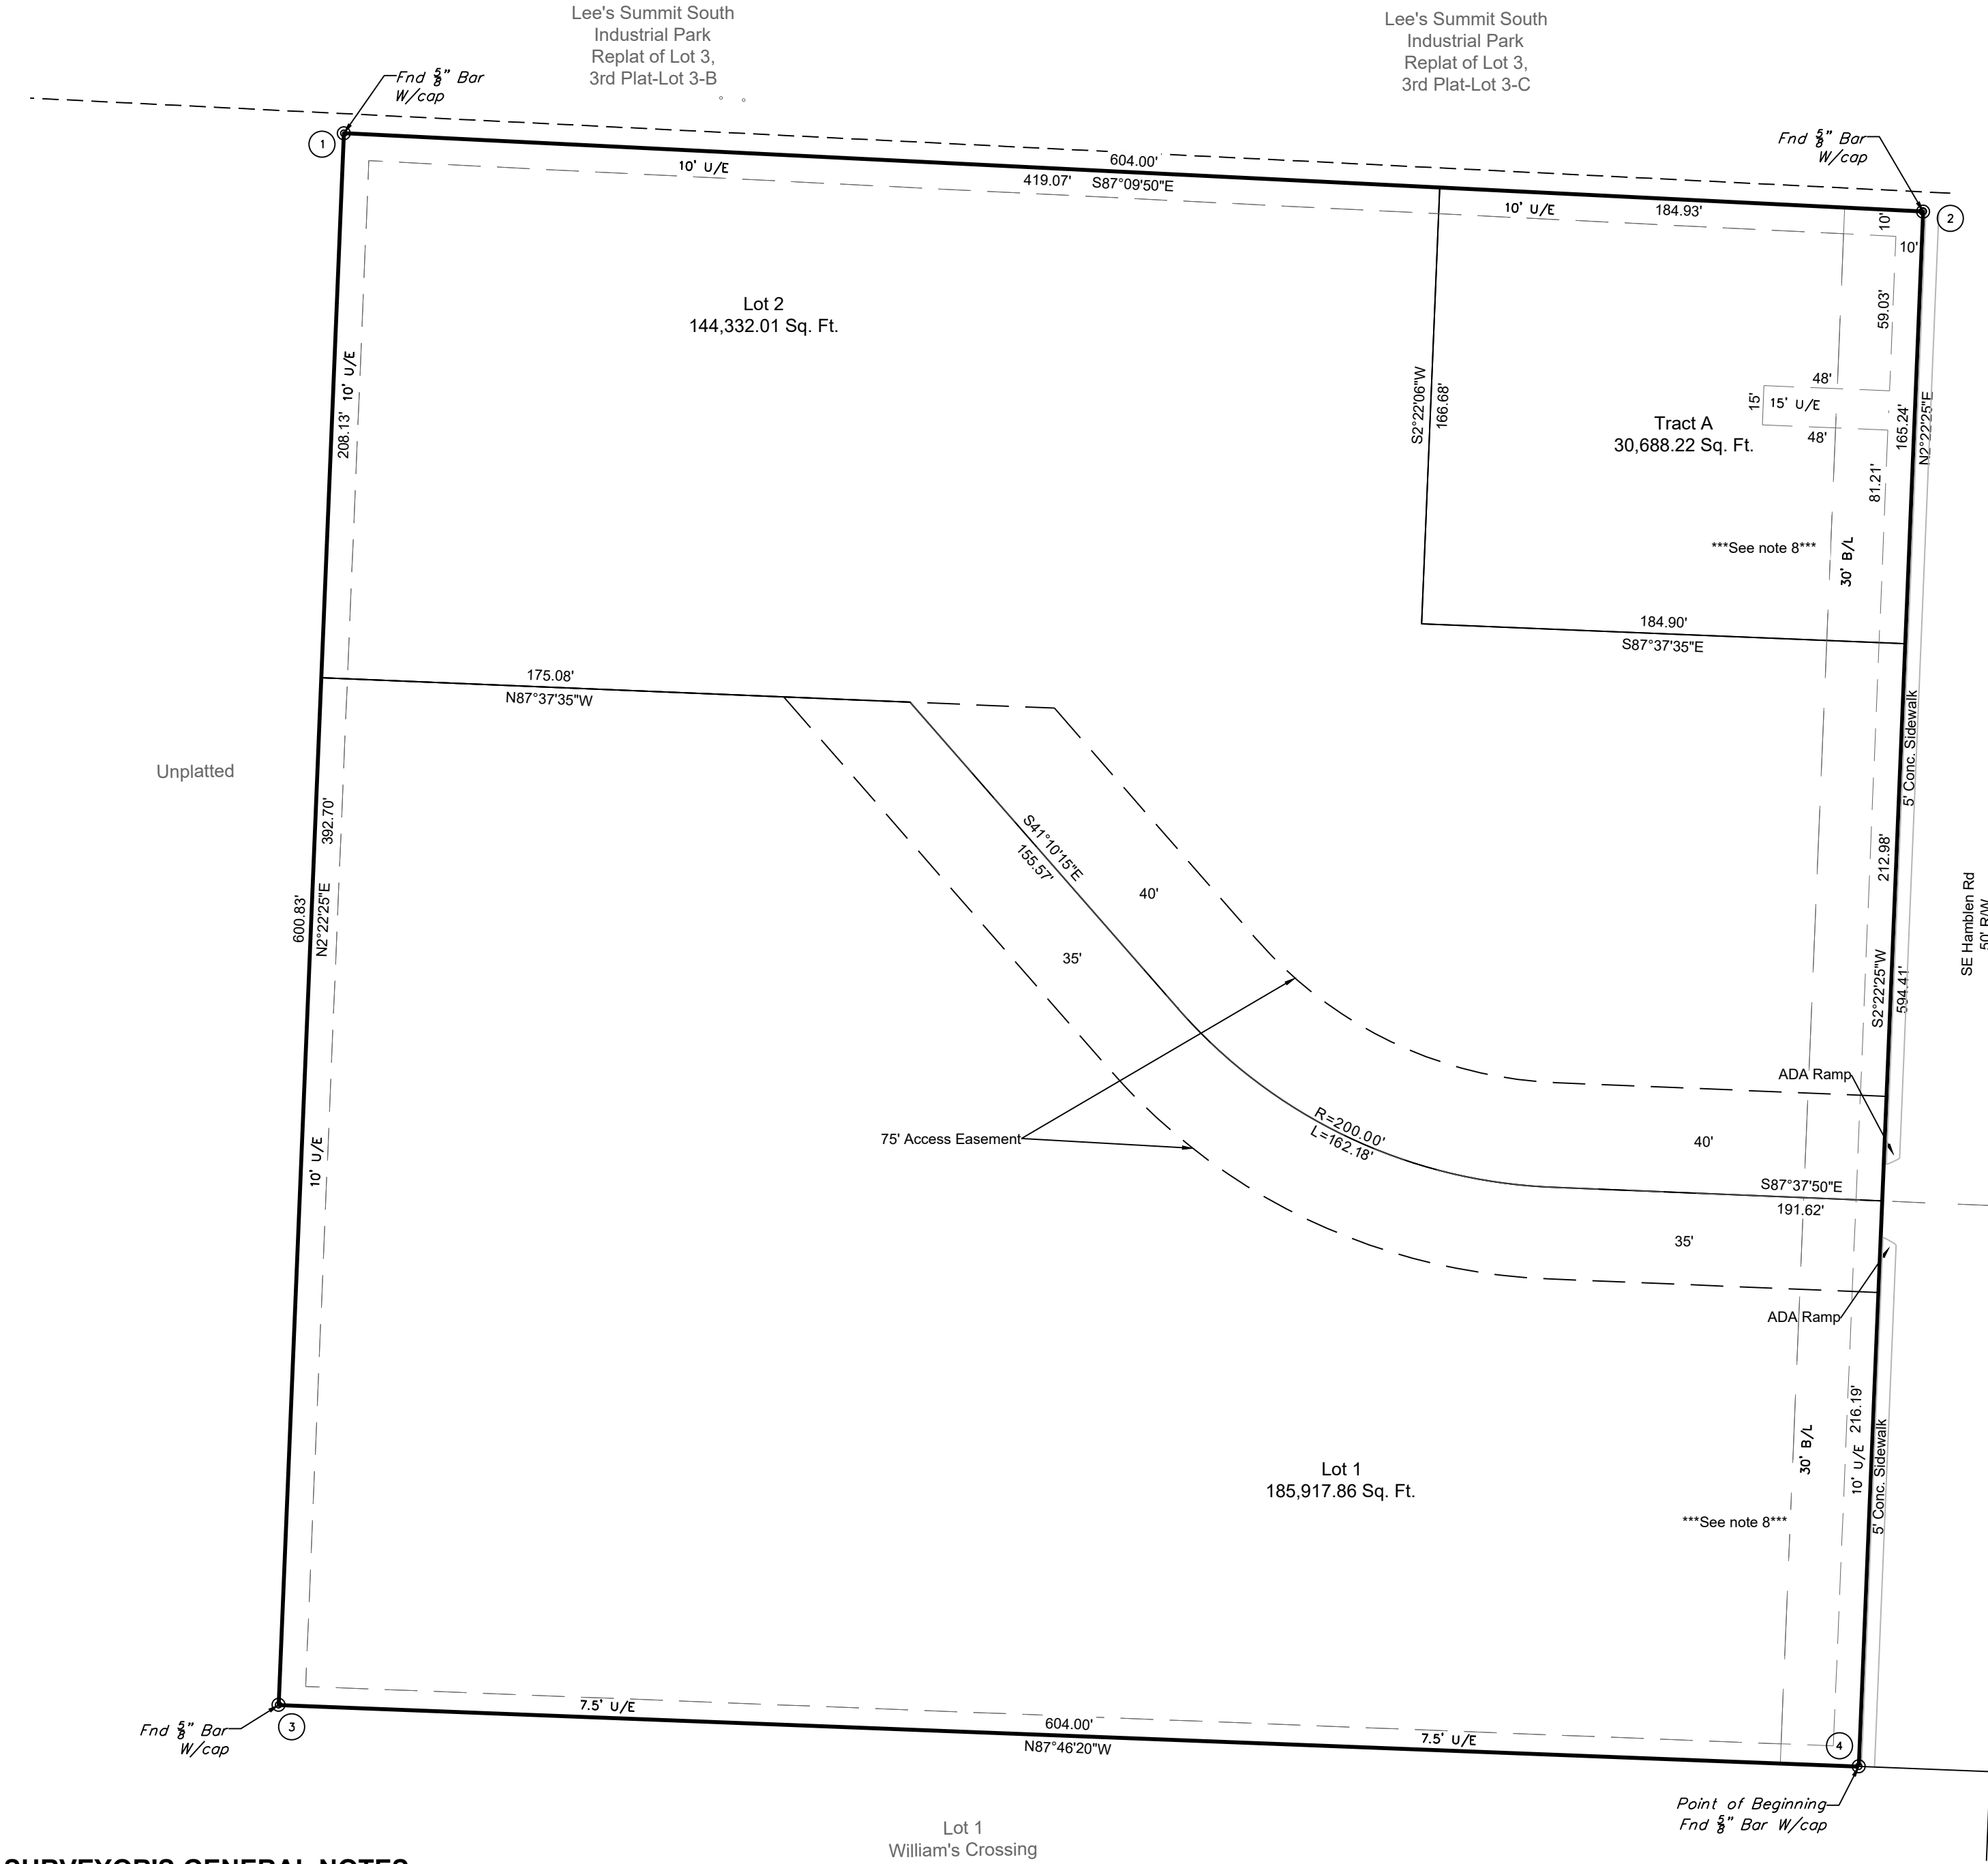 Lee's Summit South
Industrial Park
Replat of Lot 3,
3rd Plat-Lot 3-B
Lee's Summit South
Industrial Park
Replat of Lot 3,
3rd Plat-Lot 3-C
Fnd 5/8" Bar
W/cap
Fnd 5/8" Bar
W/cap
1
2
604.00'
10' U/E
419.07' S87°09'50"E
10' U/E
184.93'
10'
10'
Lot 2
144,332.01 Sq. Ft.
59.03'
48'
15'
15' U/E
48'
10' U/E
208.13'
S2°22'06"W
166.68'
Tract A
30,688.22 Sq. Ft.
165.24'
N2°22'25"E
81.21'
***See note 8***
30' B/L
184.90'
S87°37'35"E
175.08'
N87°37'35"W
5' Conc. Sidewalk
Unplatted
392.70'
600.83'
N2°22'25"E
S41°10'15"E
155.57'
40'
35'
212.98'
S2°22'25"W
594.41'
SE Hamblen Rd
50' R/W
ADA Ramp
75' Access Easement
R=200.00'
L=162.18'
40'
10' U/E
S87°37'50"E
191.62'
35'
ADA Ramp
216.19'
10' U/E
30' B/L
5' Conc. Sidewalk
Lot 1
185,917.86 Sq. Ft.
***See note 8***
7.5' U/E
604.00'
N87°46'20"W
7.5' U/E
3
4
Fnd 5/8" Bar
W/cap
Point of Beginning
Fnd 5/8" Bar W/cap
Lot 1
William's Crossing
SURVEYOR'S GENERAL NOTES